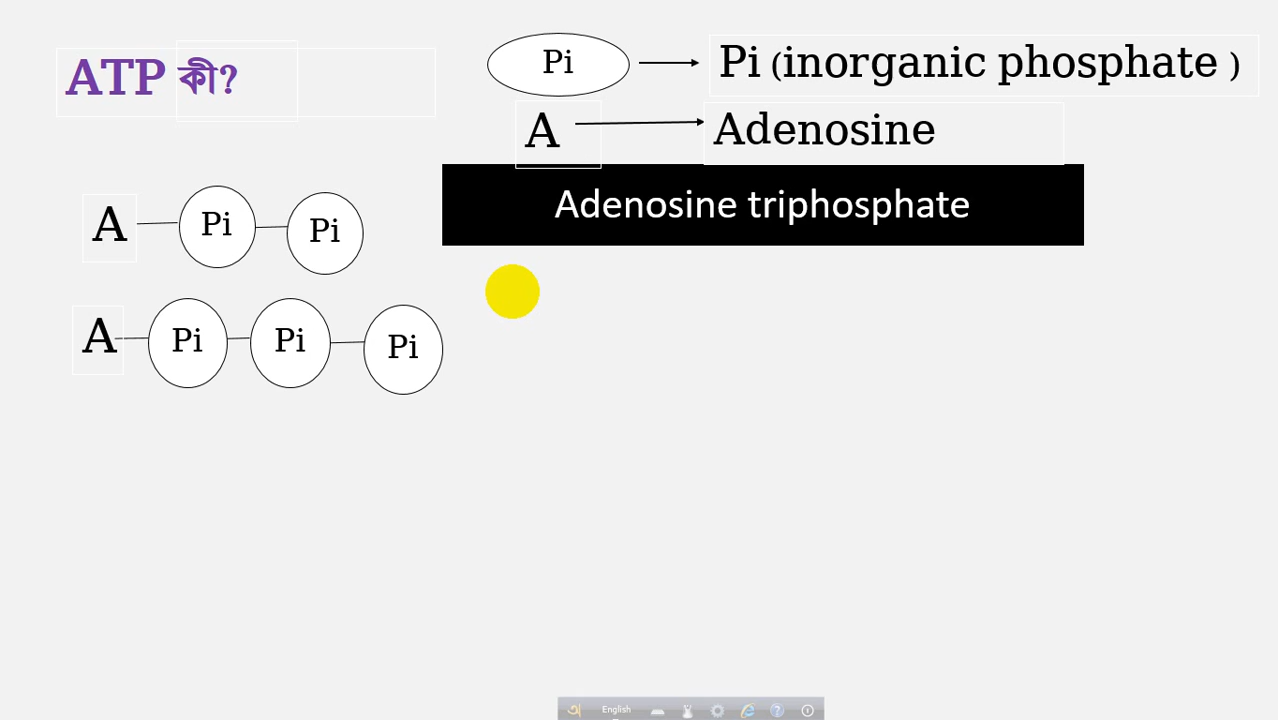 ATP কী?
Pi
Pi (inorganic phosphate )
A
Adenosine
Adenosine triphosphate
A Pi Pi
A Pi Pi Pi
অ English